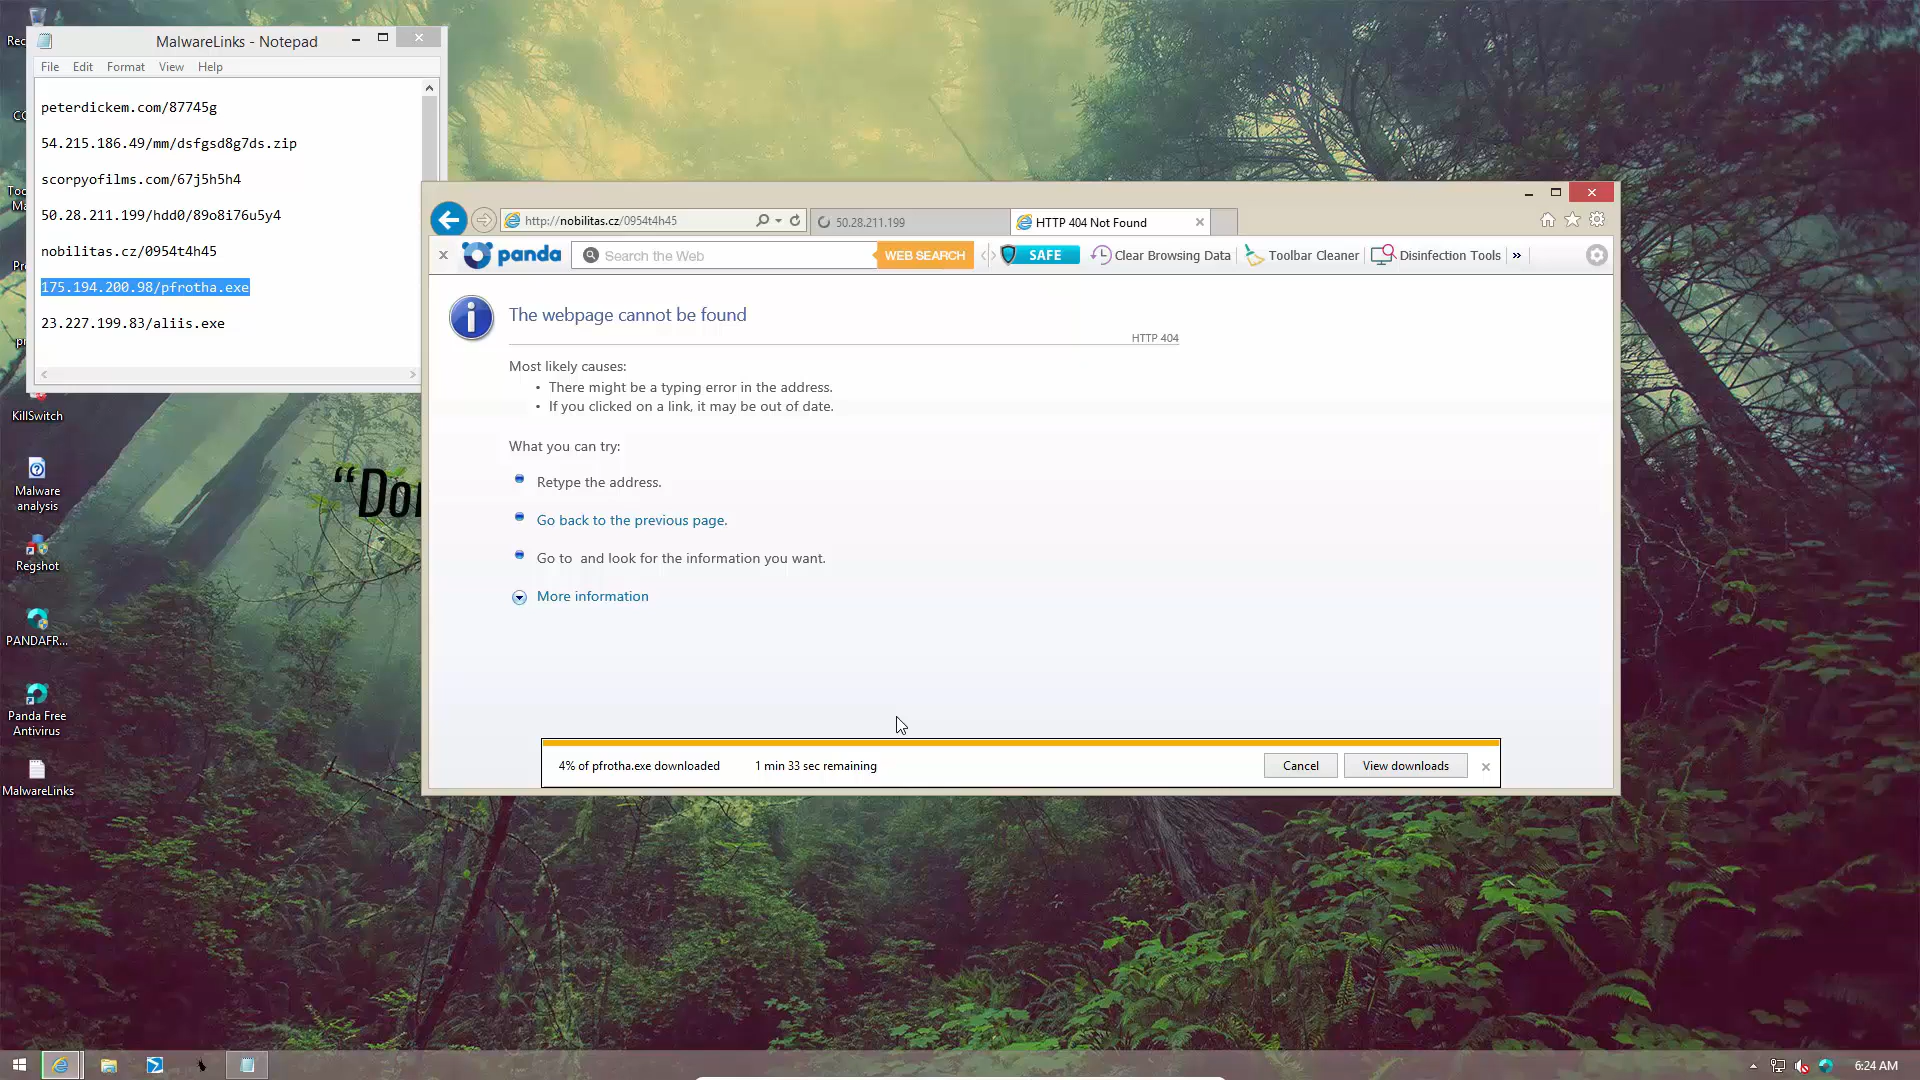 MalwareLinks - Notepad
File Edit Format View Help
peterdickem.com/87745g
54.215.186.49/mm/dsfgsd8g7ds.zip
scorpyofilms.com/67j5h5h4
50.28.211.199/hdd0/89o8i76u5y4
nobilitas.cz/0954t4h45
175.194.200.98/pfrotha.exe
23.227.199.83/aliis.exe
http://nobilitas.cz/0954t4h45
50.28.211.199
HTTP 404 Not Found
panda
Search the Web
WEB SEARCH
SAFE
Clear Browsing Data
Toolbar Cleaner
Disinfection Tools
The webpage cannot be found
HTTP 404
Most likely causes:
• There might be a typing error in the address.
• If you clicked on a link, it may be out of date.
What you can try:
Retype the address.
Go back to the previous page.
Go to and look for the information you want.
More information
4% of pfrotha.exe downloaded 1 min 33 sec remaining
Cancel
View downloads
KillSwitch
Malware
analysis
Regshot
PANDAFR...
Panda Free
Antivirus
MalwareLinks
6:24 AM